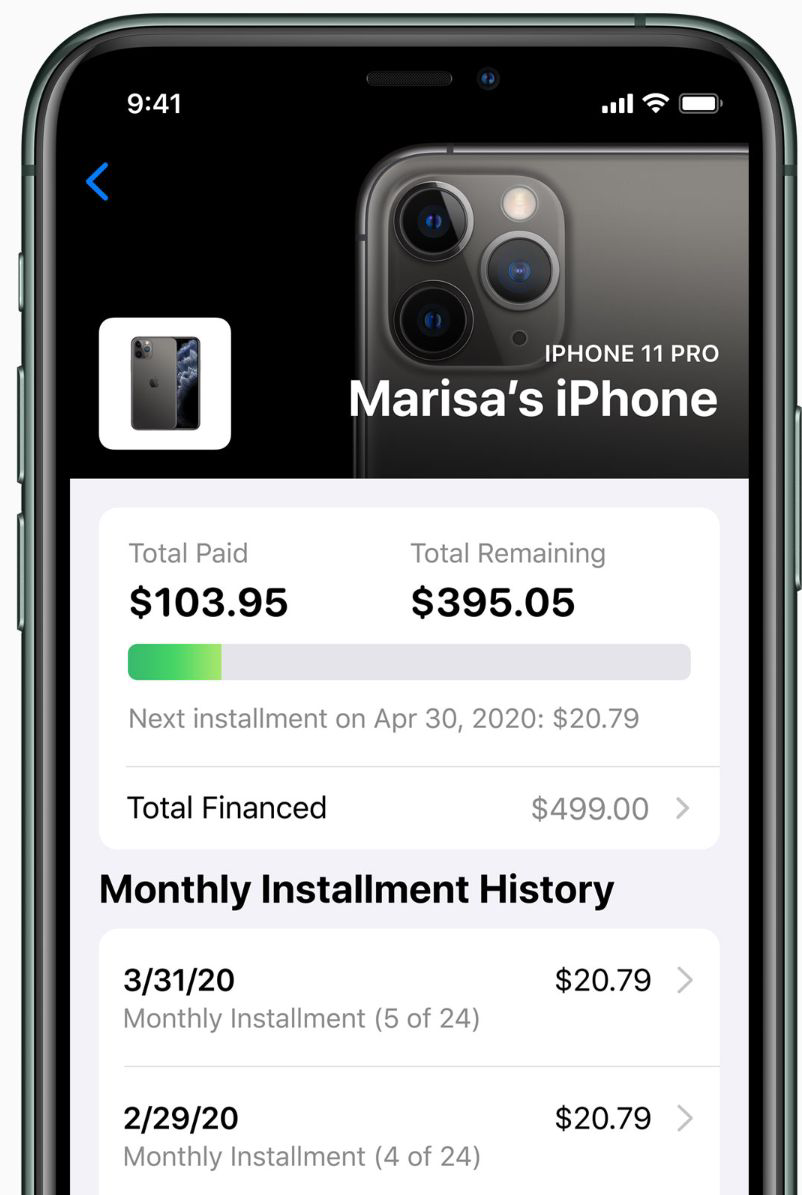 9:41
IPHONE 11 PRO
Marisa’s iPhone
Total Paid
Total Remaining
$103.95
$395.05
Next installment on Apr 30, 2020: $20.79
Total Financed
$499.00
Monthly Installment History
3/31/20
$20.79
Monthly Installment (5 of 24)
2/29/20
$20.79
Monthly Installment (4 of 24)